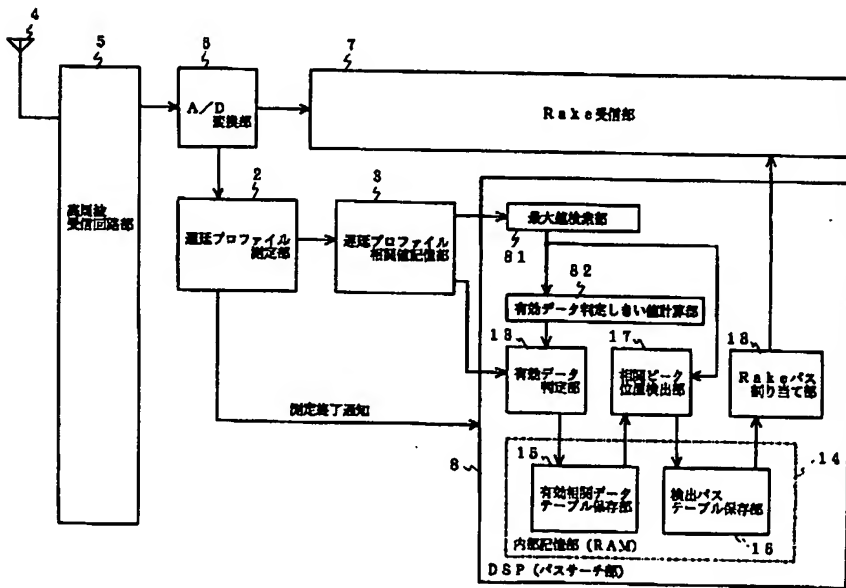 4
5
6
7
A/D
変換部
Rake受信部
2
3
高周波
受信回路部
遅延プロファイル
測定部
遅延プロファイル
相関値記憶部
最大値検索部
81
82
有効データ判定しきい値計算部
13
17
18
有効データ
判定部
相関ピーク
位置検出部
Rakeパス
割り当て部
測定終了通知
8
15
14
有効相関データ
テーブル保存部
検出パス
テーブル保存部
16
内部記憶部(RAM)
DSP(パスサーチ部)